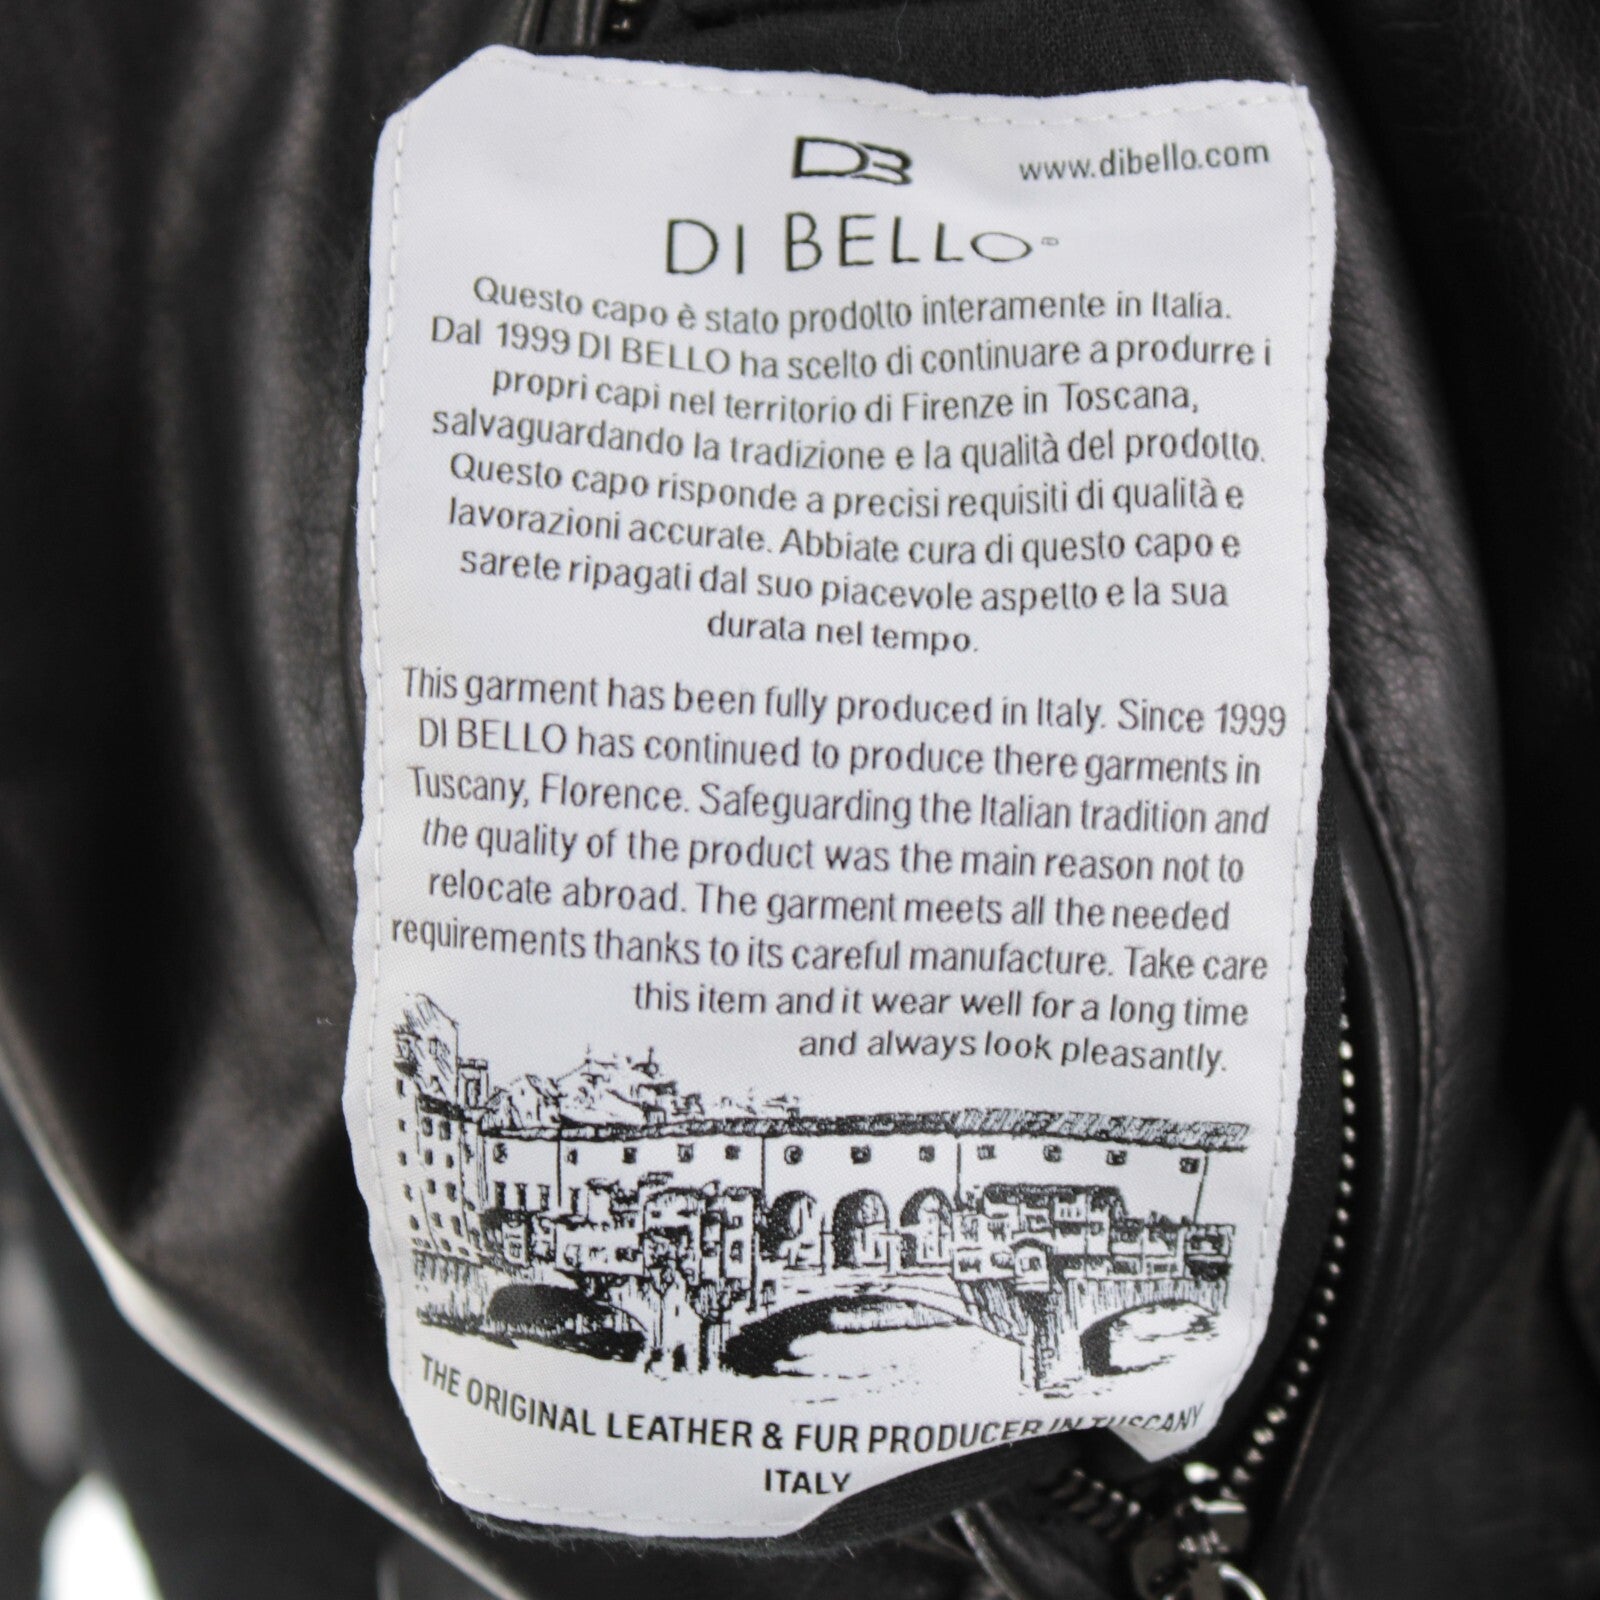 DB
www.dibello.com
DI BELLO®
Questo capo è stato prodotto interamente in Italia.
Dal 1999 DI BELLO ha scelto di continuare a produrre i
propri capi nel territorio di Firenze in Toscana,
salvaguardando la tradizione e la qualità del prodotto.
Questo capo risponde a precisi requisiti di qualità e
lavorazioni accurate. Abbiate cura di questo capo e
sarete ripagati dal suo piacevole aspetto e la sua
durata nel tempo.
This garment has been fully produced in Italy. Since 1999
DI BELLO has continued to produce there garments in
Tuscany, Florence. Safeguarding the Italian tradition and
the quality of the product was the main reason not to
relocate abroad. The garment meets all the needed
requirements thanks to its careful manufacture. Take care
this item and it wear well for a long time
and always look pleasantly.
THE ORIGINAL LEATHER & FUR PRODUCER IN TUSCANY
ITALY